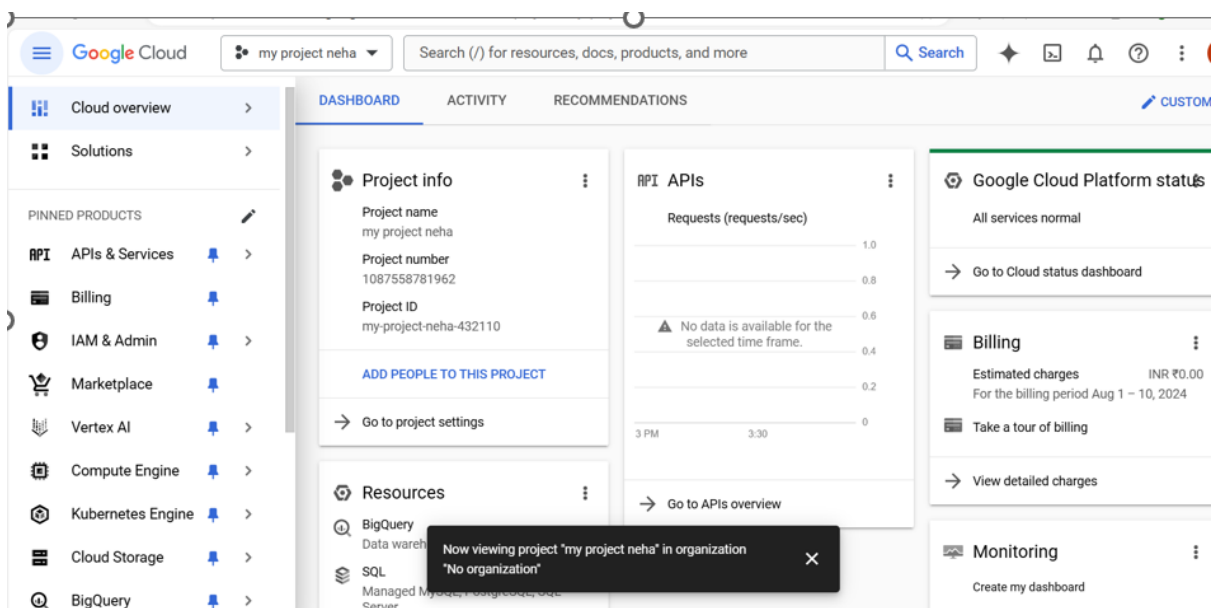 Google Cloud
my project neha
Search (/) for resources, docs, products, and more
Search
Cloud overview
Solutions
PINNED PRODUCTS
API APIs & Services
Billing
IAM & Admin
Marketplace
Vertex AI
Compute Engine
Kubernetes Engine
Cloud Storage
BigQuery
DASHBOARD
ACTIVITY
RECOMMENDATIONS
CUSTOM
Project info
Project name
my project neha
Project number
1087558781962
Project ID
my-project-neha-432110
ADD PEOPLE TO THIS PROJECT
Go to project settings
Resources
BigQuery
Data wareh
SQL
Managed MySQL, PostgreSQL, SQL
Server
API APIs
Requests (requests/sec)
1.0
0.8
0.6
0.4
0.2
0
No data is available for the
selected time frame.
3 PM
3:30
Go to APIs overview
Google Cloud Platform status
All services normal
Go to Cloud status dashboard
Billing
Estimated charges INR ₹0.00
For the billing period Aug 1 – 10, 2024
Take a tour of billing
View detailed charges
Monitoring
Create my dashboard
Now viewing project "my project neha" in organization
"No organization"